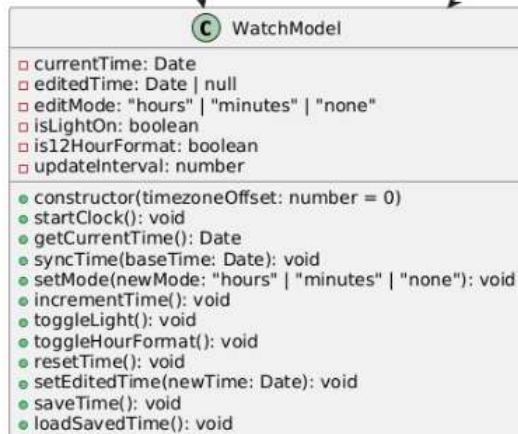 C WatchModel
currentTime: Date
editedTime: Date | null
editMode: "hours" | "minutes" | "none"
isLightOn: boolean
is12HourFormat: boolean
updateInterval: number
constructor(timezoneOffset: number = 0)
startClock(): void
getCurrentTime(): Date
syncTime(baseTime: Date): void
setMode(newMode: "hours" | "minutes" | "none"): void
incrementTime(): void
toggleLight(): void
toggleHourFormat(): void
resetTime(): void
setEditedTime(newTime: Date): void
saveTime(): void
loadSavedTime(): void